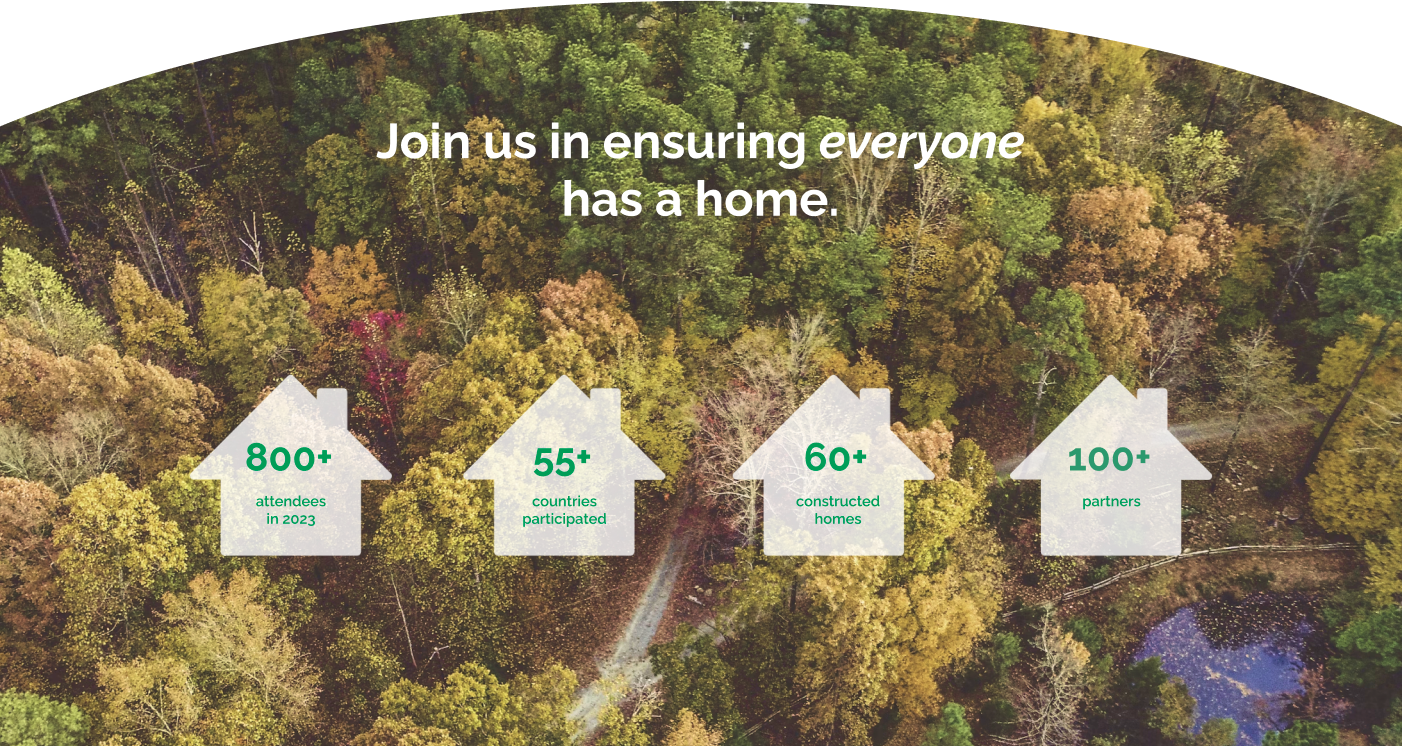 Join us in ensuring everyone
has a home.
800+
attendees
in 2023
55+
countries
participated
60+
constructed
homes
100+
partners